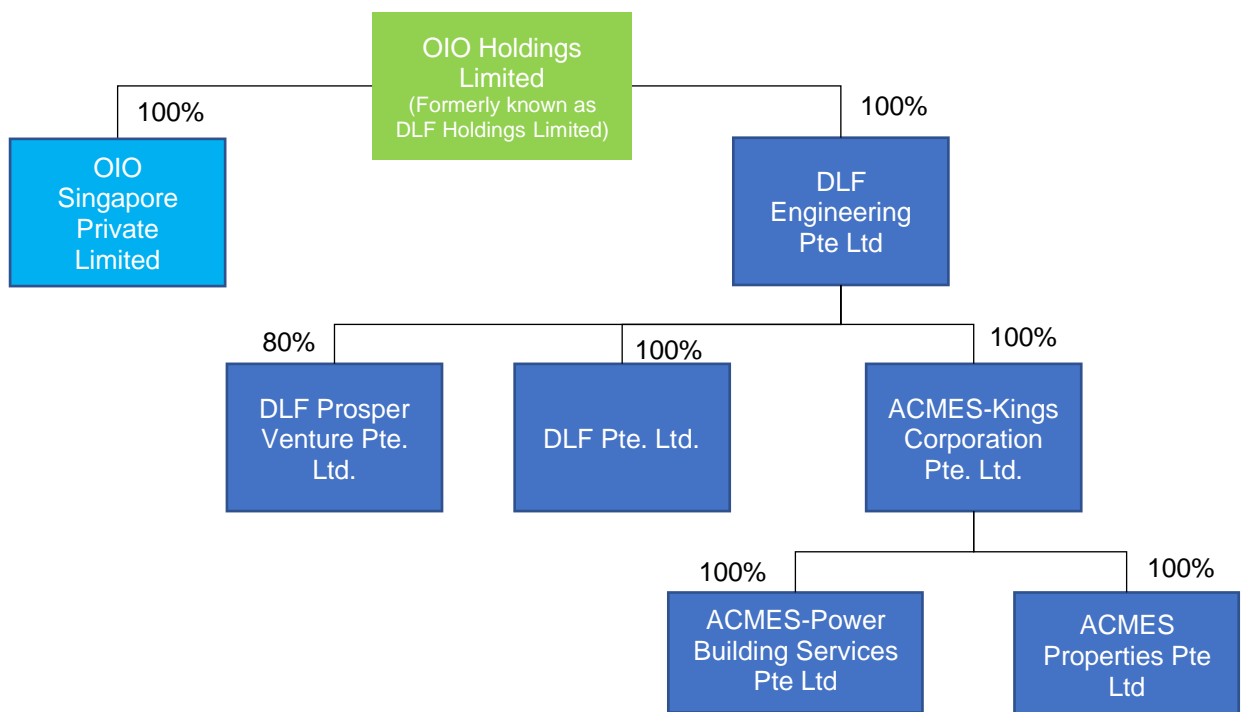 OIO Holdings
Limited
(Formerly known as
DLF Holdings Limited)
100%
100%
OIO
Singapore
Private
Limited
DLF
Engineering
Pte Ltd
80%
100%
100%
DLF Prosper
Venture Pte.
Ltd.
DLF Pte. Ltd.
ACMES-Kings
Corporation
Pte. Ltd.
100%
100%
ACMES-Power
Building Services
Pte Ltd
ACMES
Properties Pte
Ltd